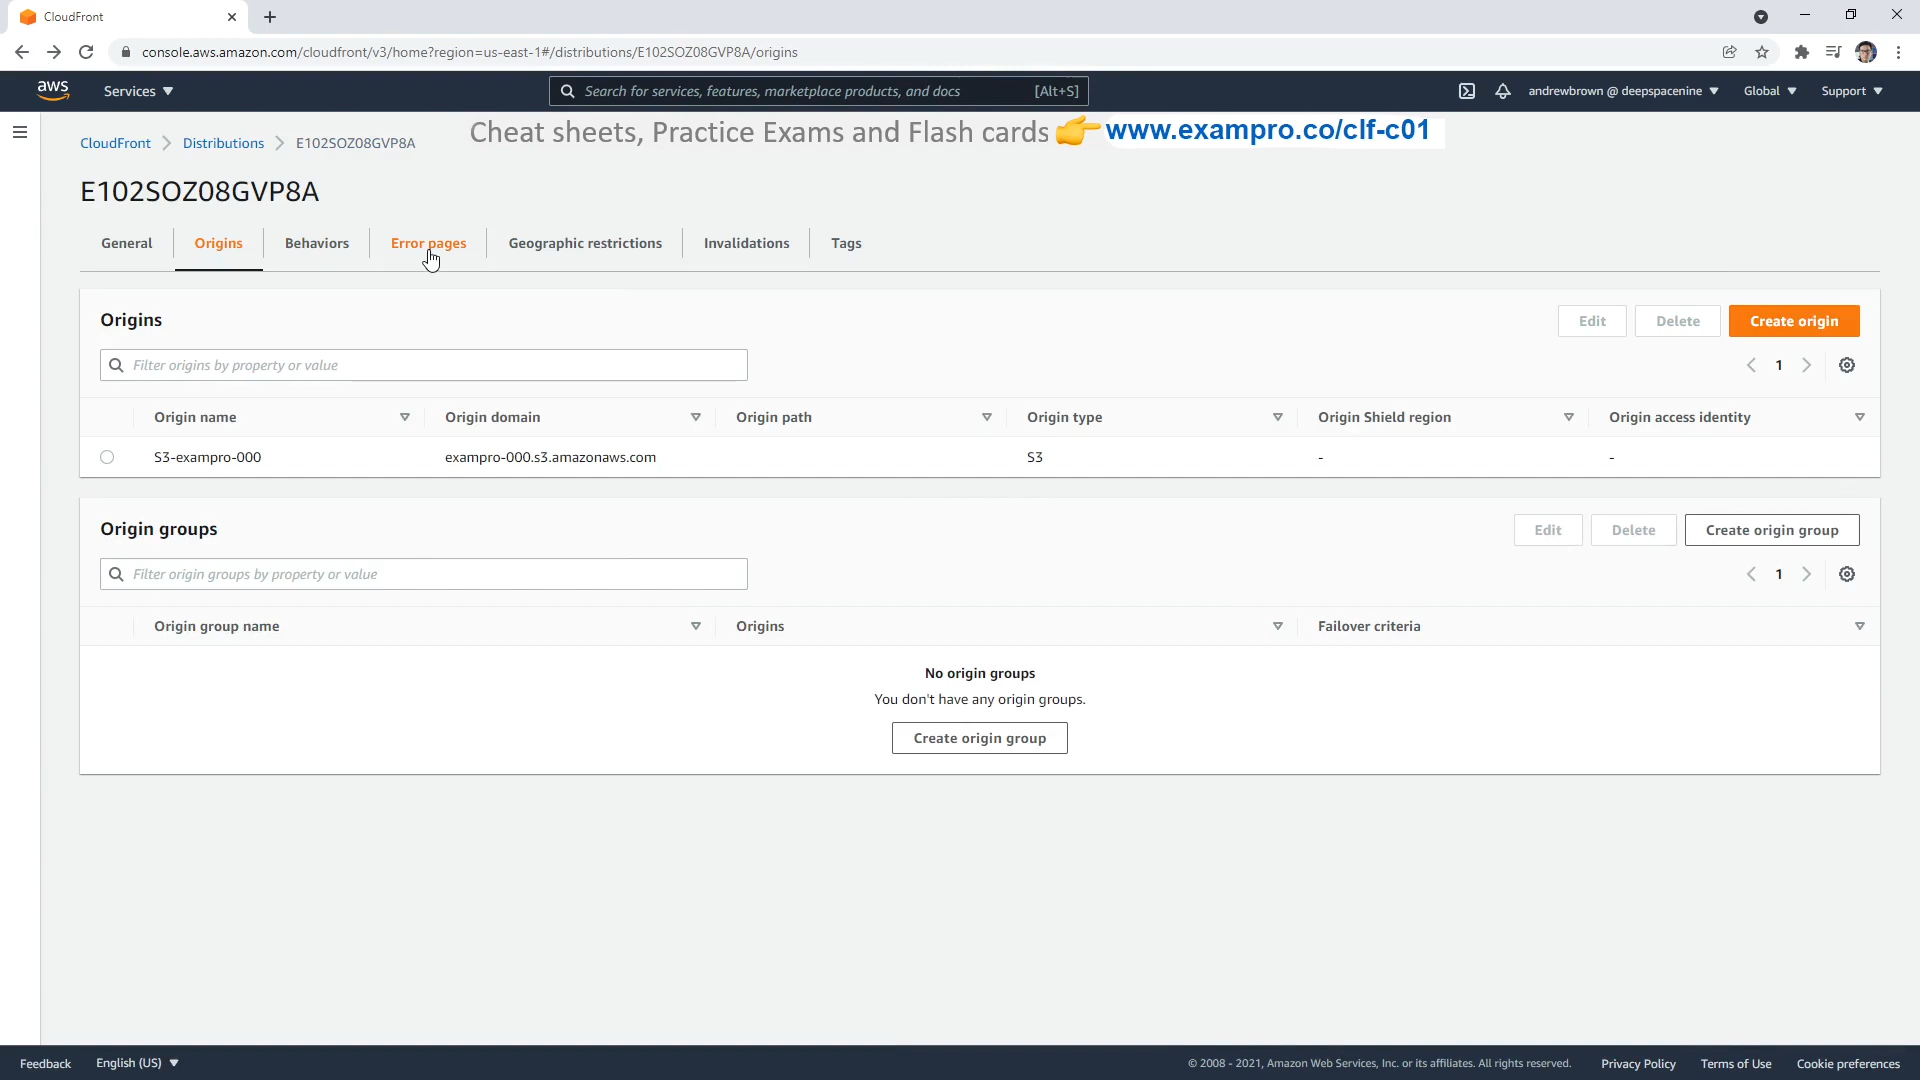 CloudFront
console.aws.amazon.com/cloudfront/v3/home?region=us-east-1#/distributions/E102SOZ08GVP8A/origins
aws Services Search for services, features, marketplace products, and docs [Alt+S] andrewbrown @ deepspacenine Global Support
CloudFront Distributions E102SOZ08GVP8A Cheat sheets, Practice Exams and Flash cards www.exampro.co/clf-c01
E102SOZ08GVP8A
General Origins Behaviors Error pages Geographic restrictions Invalidations Tags
Origins Edit Delete Create origin
Filter origins by property or value 1
Origin name Origin domain Origin path Origin type Origin Shield region Origin access identity
S3-exampro-000 exampro-000.s3.amazonaws.com S3 - -
Origin groups Edit Delete Create origin group
Filter origin groups by property or value 1
Origin group name Origins Failover criteria
No origin groups
You don't have any origin groups.
Create origin group
Feedback English (US) © 2008 - 2021, Amazon Web Services, Inc. or its affiliates. All rights reserved. Privacy Policy Terms of Use Cookie preferences